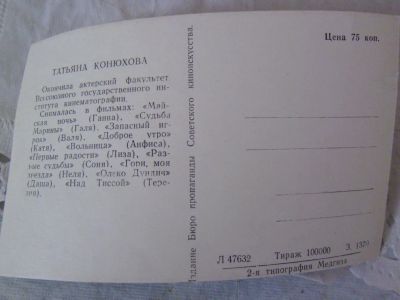 ТАТЬЯНА КОНЮХОВА
Окончила актерский факультет
Всесоюзного государственного ин-
ститута кинематографии.
Снималась в фильмах: «Май-
ская ночь» (Ганна), «Судьба
Марины» (Галя), «Запасный иг-
рок» (Валя), «Доброе утро»
(Катя), «Вольница» (Анфиса),
«Первые радости» (Лиза), «Раз-
ные судьбы» (Соня), «Гори, моя
звезда» (Неля), «Олеко Дундич»
(Даша), «Над Тиссой» (Тере-
зия).
Издание Бюро пропаганды Советского киноискусства.
Цена 75 коп.
Л 47632 Тираж 100000 З. 1370
2-я типография Медгиза